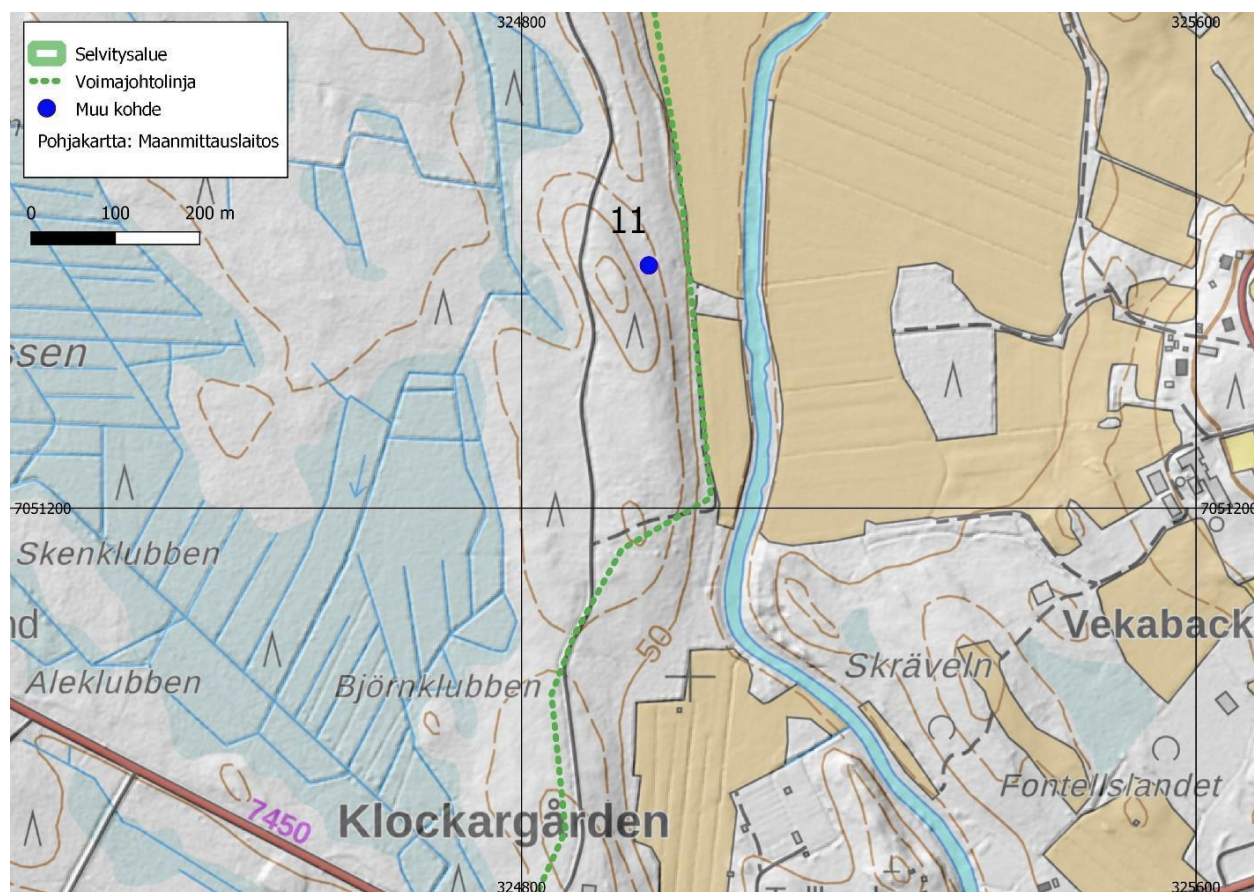 324800
325600
Selvitysalue
Voimajohtolinja
Muu kohde
Pohjakartta: Maanmittauslaitos
0 100 200 m
11
ssen
7051200
7051200
Skenklubben
nd
Vekaback
50
Skräveln
Aleklubben
Björnklubben
Fontellslandet
7450
Klockargården
324800
325600